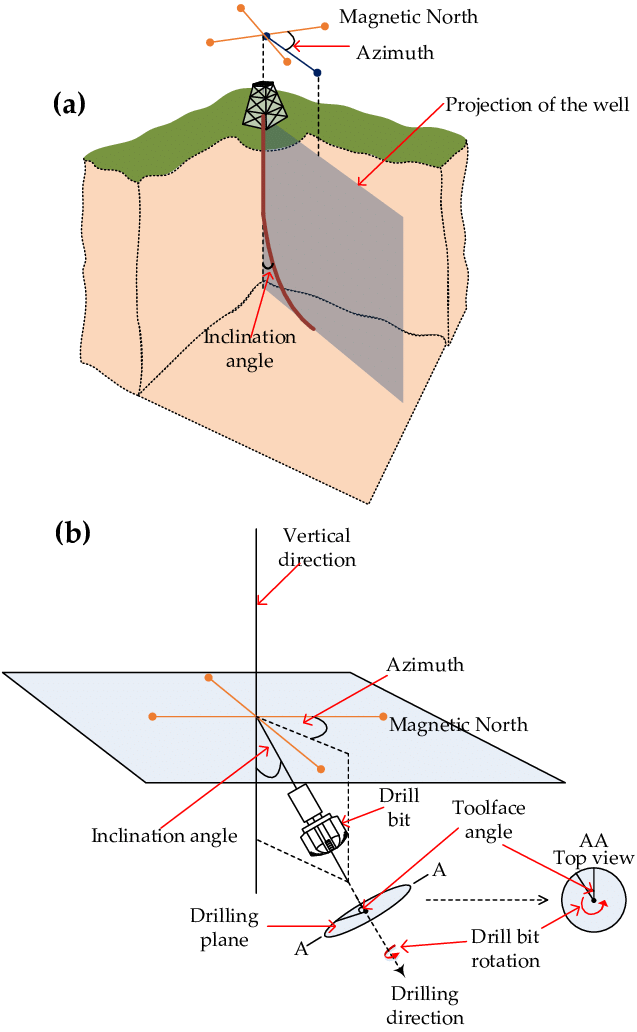 Magnetic North
Azimuth
(a)
Projection of the well
Inclination
angle
(b)
Vertical
direction
Azimuth
Magnetic North
Inclination angle
Drill
bit
Toolface
angle
AA
Top view
A
Drilling
plane
A
Drill bit
rotation
Drilling
direction